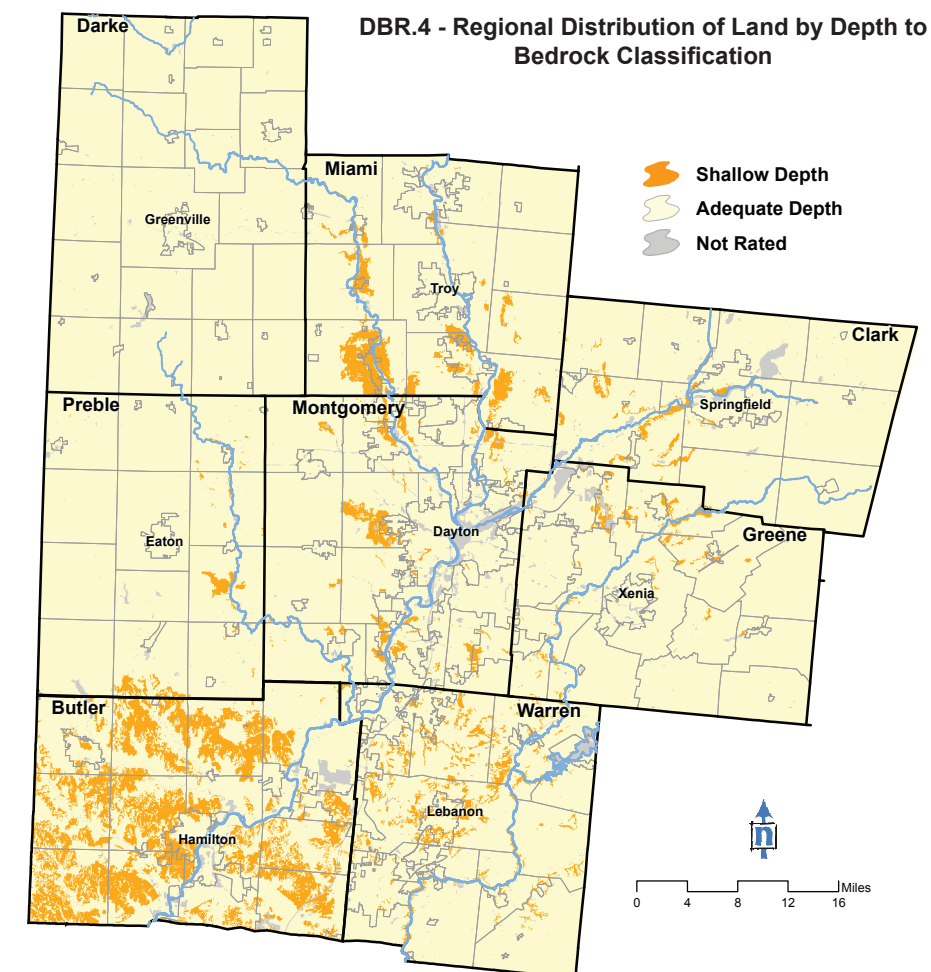 DBR.4 - Regional Distribution of Land by Depth to
Bedrock Classification
Darke
Miami
Shallow Depth
Adequate Depth
Not Rated
Greenville
Troy
Clark
Springfield
Preble
Montgomery
Dayton
Eaton
Greene
Xenia
Butler
Warren
Lebanon
Hamilton
n
Miles
0 4 8 12 16